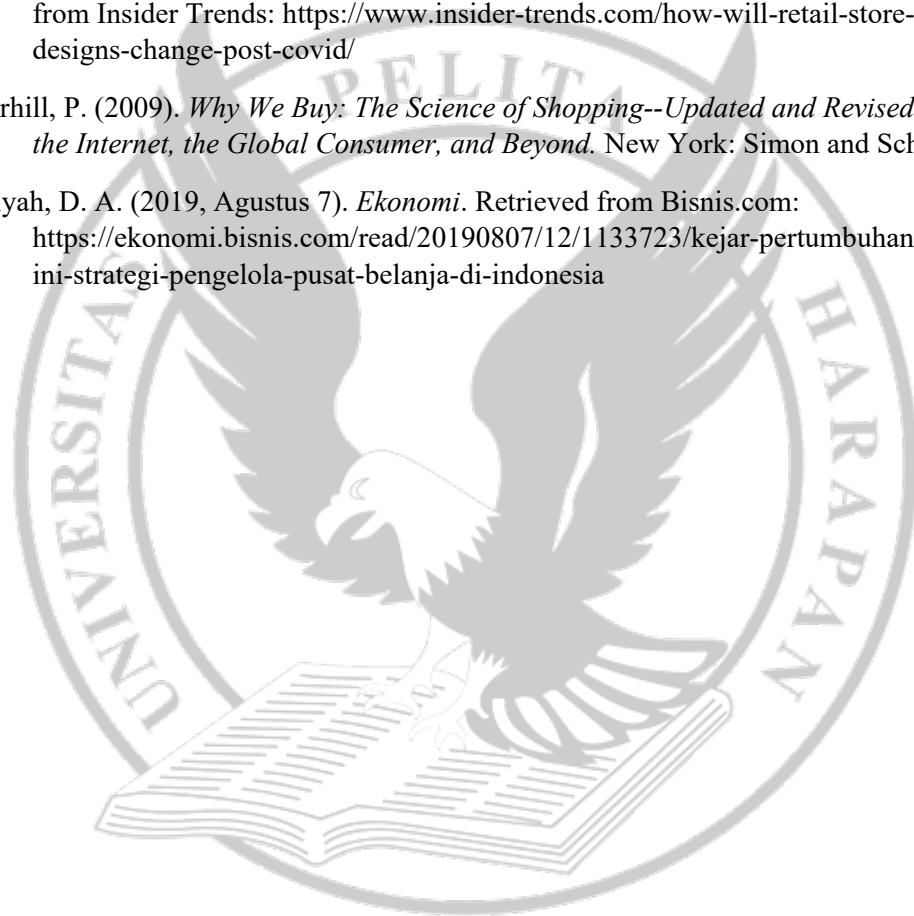 from Insider Trends: https://www.insider-trends.com/how-will-retail-store-
designs-change-post-covid/
PELITA
rhill, P. (2009). Why We Buy: The Science of Shopping--Updated and Revised
the Internet, the Global Consumer, and Beyond. New York: Simon and Sch
yah, D. A. (2019, Agustus 7). Ekonomi. Retrieved from Bisnis.com:
https://ekonomi.bisnis.com/read/20190807/12/1133723/kejar-pertumbuhan
ini-strategi-pengelola-pusat-belanja-di-indonesia
UNIVERSITAS
HARAPAN